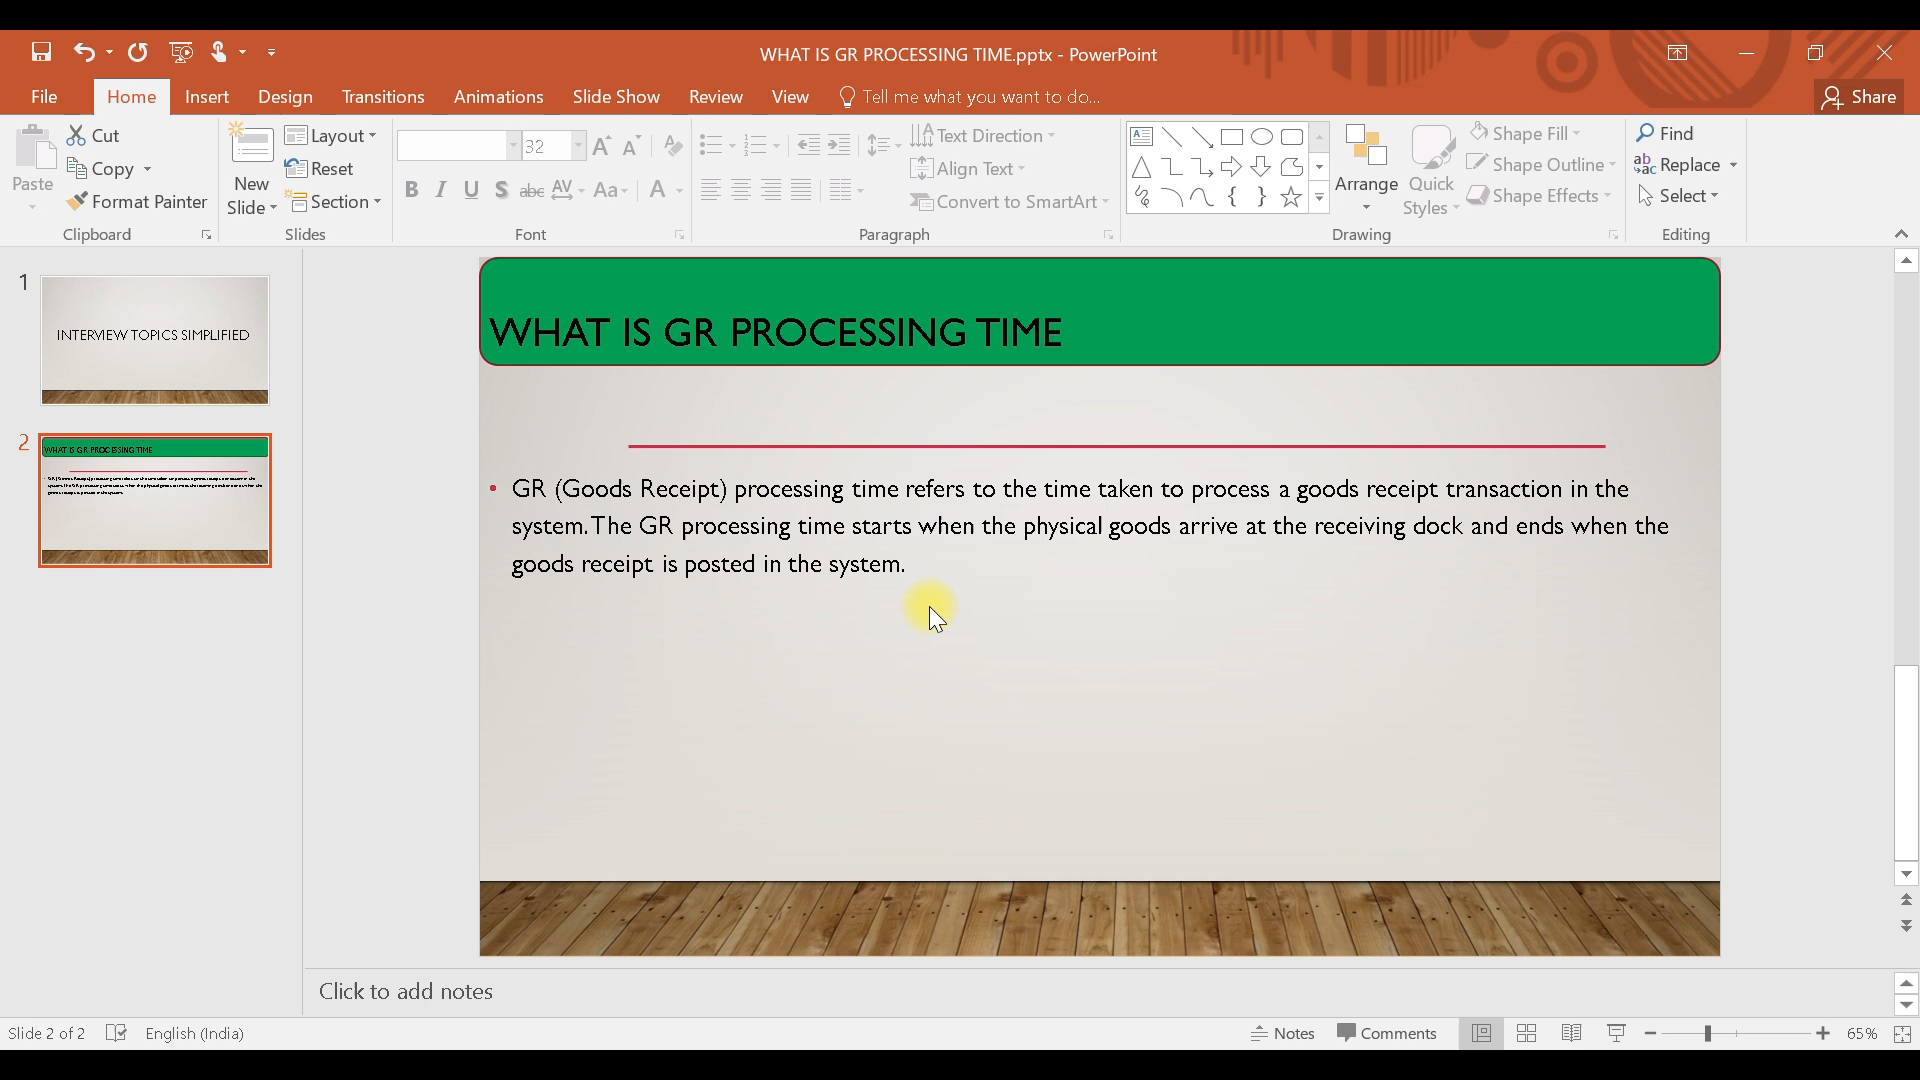 WHAT IS GR PROCESSING TIME.pptx - PowerPoint
File Home Insert Design Transitions Animations Slide Show Review View Tell me what you want to do... Share
Paste
Cut
Copy
Format Painter
Clipboard
New Slide
Layout
Reset
Section
Slides
32
B I U S abc AV Aa A
Font
Text Direction
Align Text
Convert to SmartArt
Paragraph
Arrange
Quick Styles
Shape Fill
Shape Outline
Shape Effects
Drawing
Find
Replace
Select
Editing
1
INTERVIEW TOPICS SIMPLIFIED
2
WHAT IS GR PROCESSING TIME
WHAT IS GR PROCESSING TIME
• GR (Goods Receipt) processing time refers to the time taken to process a goods receipt transaction in the
system. The GR processing time starts when the physical goods arrive at the receiving dock and ends when the
goods receipt is posted in the system.
Click to add notes
Slide 2 of 2 English (India) Notes Comments 65%